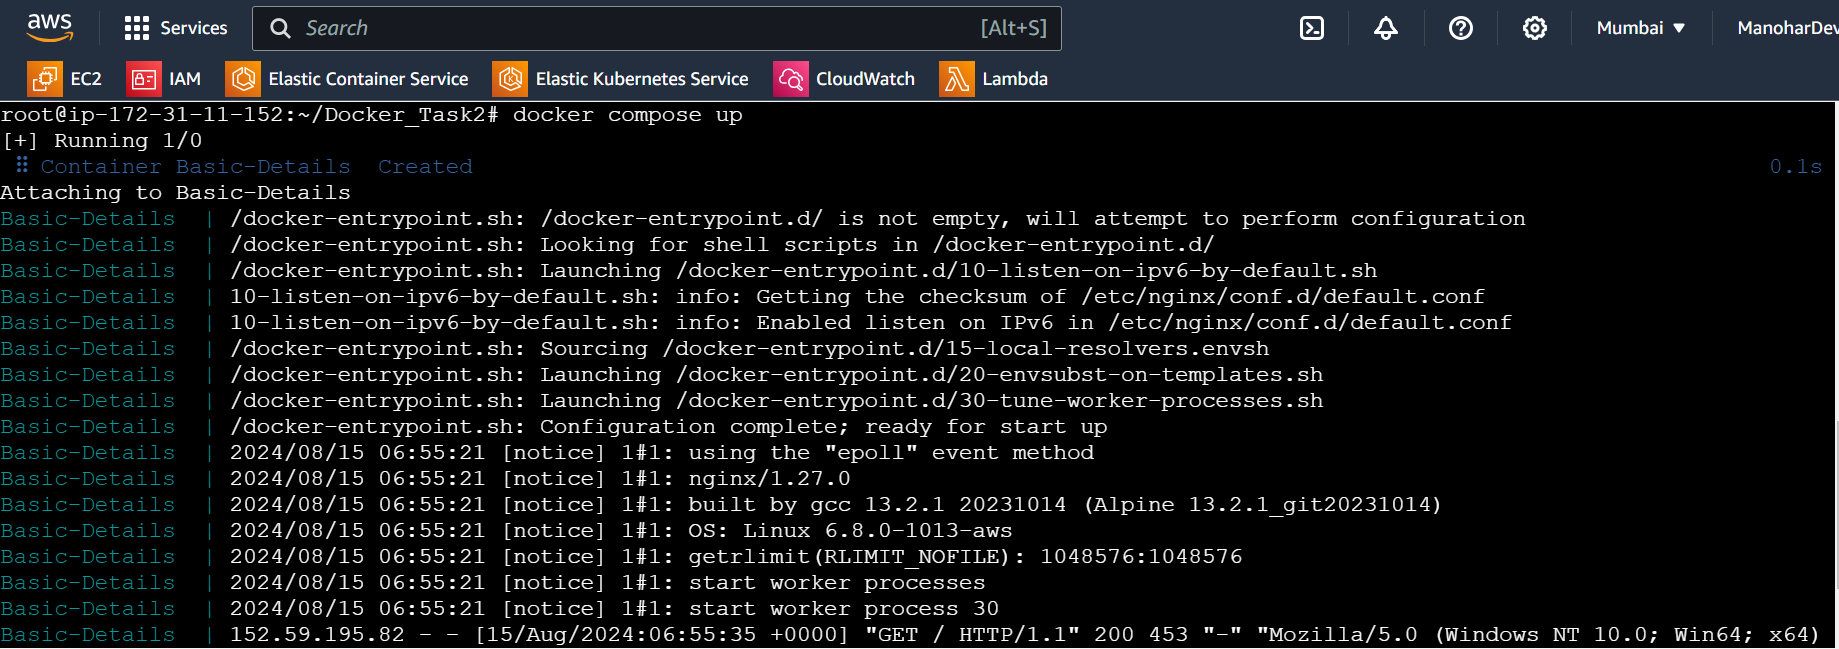 aws Services Search [Alt+S] Mumbai ManoharDev
EC2 IAM Elastic Container Service Elastic Kubernetes Service CloudWatch Lambda
root@ip-172-31-11-152:~/Docker_Task2# docker compose up
[+] Running 1/0
⠿ Container Basic-Details  Created 0.1s
Attaching to Basic-Details
Basic-Details  | /docker-entrypoint.sh: /docker-entrypoint.d/ is not empty, will attempt to perform configuration
Basic-Details  | /docker-entrypoint.sh: Looking for shell scripts in /docker-entrypoint.d/
Basic-Details  | /docker-entrypoint.sh: Launching /docker-entrypoint.d/10-listen-on-ipv6-by-default.sh
Basic-Details  | 10-listen-on-ipv6-by-default.sh: info: Getting the checksum of /etc/nginx/conf.d/default.conf
Basic-Details  | 10-listen-on-ipv6-by-default.sh: info: Enabled listen on IPv6 in /etc/nginx/conf.d/default.conf
Basic-Details  | /docker-entrypoint.sh: Sourcing /docker-entrypoint.d/15-local-resolvers.envsh
Basic-Details  | /docker-entrypoint.sh: Launching /docker-entrypoint.d/20-envsubst-on-templates.sh
Basic-Details  | /docker-entrypoint.sh: Launching /docker-entrypoint.d/30-tune-worker-processes.sh
Basic-Details  | /docker-entrypoint.sh: Configuration complete; ready for start up
Basic-Details  | 2024/08/15 06:55:21 [notice] 1#1: using the "epoll" event method
Basic-Details  | 2024/08/15 06:55:21 [notice] 1#1: nginx/1.27.0
Basic-Details  | 2024/08/15 06:55:21 [notice] 1#1: built by gcc 13.2.1 20231014 (Alpine 13.2.1_git20231014)
Basic-Details  | 2024/08/15 06:55:21 [notice] 1#1: OS: Linux 6.8.0-1013-aws
Basic-Details  | 2024/08/15 06:55:21 [notice] 1#1: getrlimit(RLIMIT_NOFILE): 1048576:1048576
Basic-Details  | 2024/08/15 06:55:21 [notice] 1#1: start worker processes
Basic-Details  | 2024/08/15 06:55:21 [notice] 1#1: start worker process 30
Basic-Details  | 152.59.195.82 - - [15/Aug/2024:06:55:35 +0000] "GET / HTTP/1.1" 200 453 "-" "Mozilla/5.0 (Windows NT 10.0; Win64; x64)